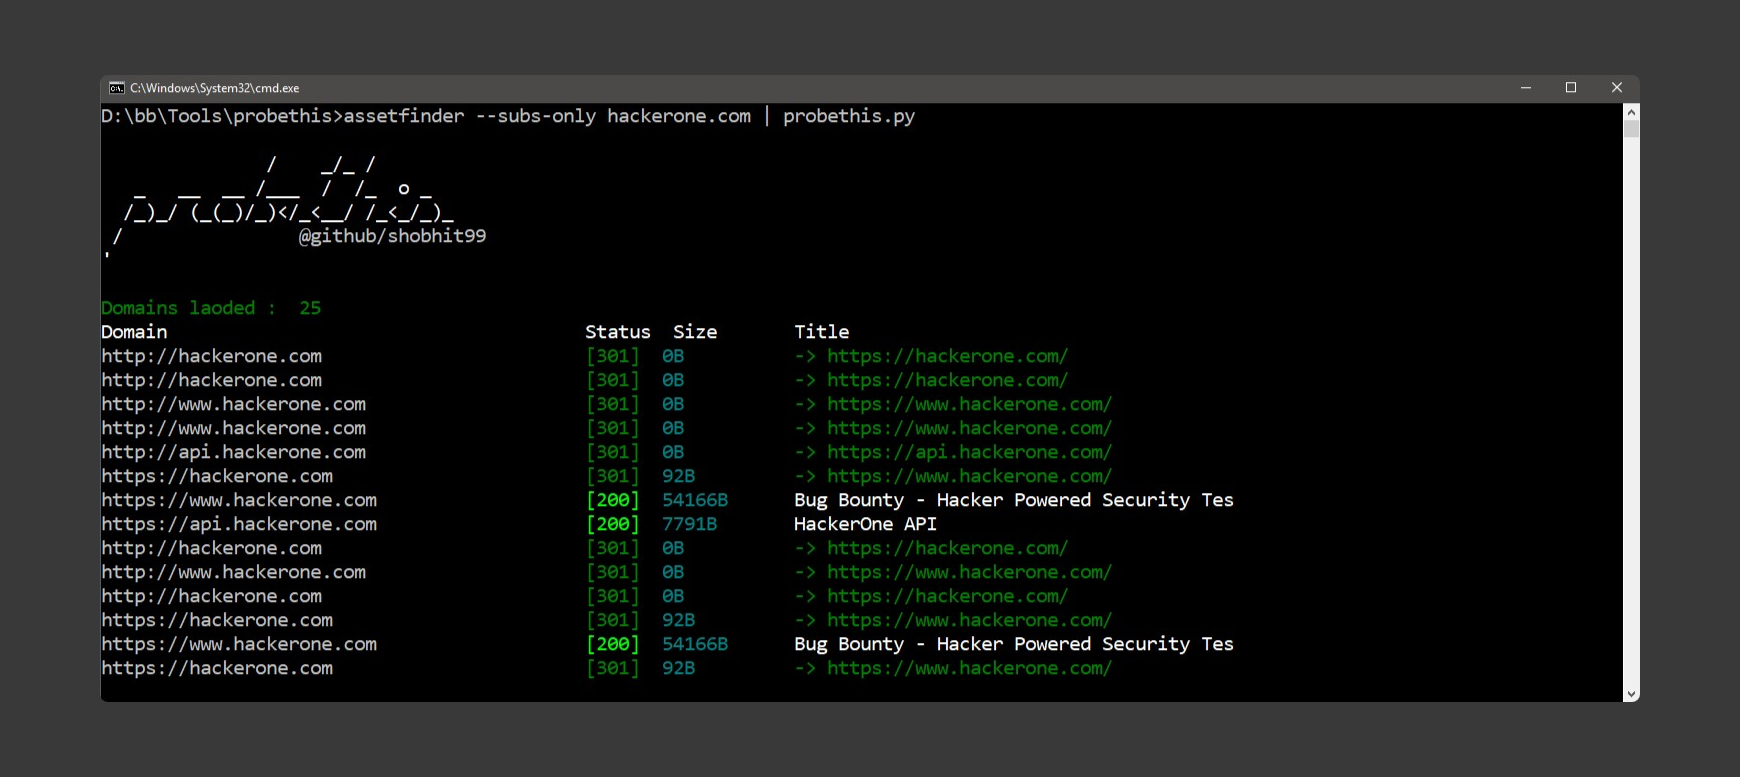 C:\Windows\System32\cmd.exe
D:\bb\Tools\probethis>assetfinder --subs-only hackerone.com | probethis.py
                /    _/_ /
   _   __  __ /___  /  /_  o _
  /_)_/ (_(_)/_)</_<__/ /_<_/_)_
 /                @github/shobhit99
'
Domains laoded :  25
Domain Status Size Title
http://hackerone.com [301] 0B -> https://hackerone.com/
http://hackerone.com [301] 0B -> https://hackerone.com/
http://www.hackerone.com [301] 0B -> https://www.hackerone.com/
http://www.hackerone.com [301] 0B -> https://www.hackerone.com/
http://api.hackerone.com [301] 0B -> https://api.hackerone.com/
https://hackerone.com [301] 92B -> https://www.hackerone.com/
https://www.hackerone.com [200] 54166B Bug Bounty - Hacker Powered Security Tes
https://api.hackerone.com [200] 7791B HackerOne API
http://hackerone.com [301] 0B -> https://hackerone.com/
http://www.hackerone.com [301] 0B -> https://www.hackerone.com/
http://hackerone.com [301] 0B -> https://hackerone.com/
https://hackerone.com [301] 92B -> https://www.hackerone.com/
https://www.hackerone.com [200] 54166B Bug Bounty - Hacker Powered Security Tes
https://hackerone.com [301] 92B -> https://www.hackerone.com/